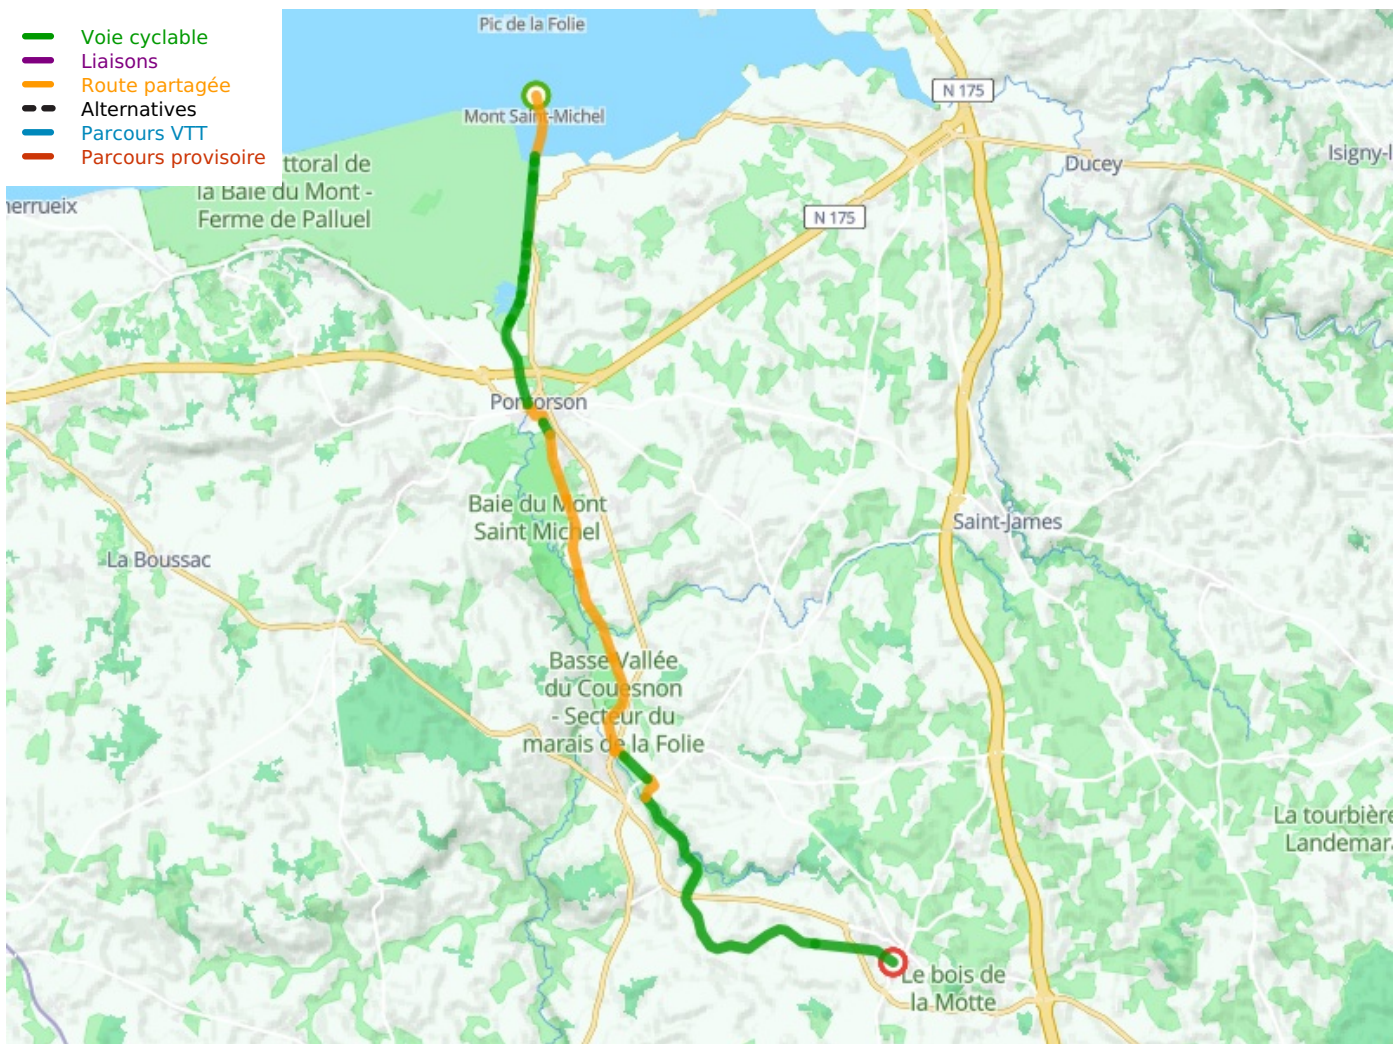 Voie cyclable
Liaisons
Route partagée
Alternatives
Parcours VTT
Parcours provisoire
Pic de la Folie
Mont Saint-Michel
N 175
Ducey
Isigny-l
ttoral de
la Baie du Mont -
Ferme de Palluel
herrueix
N 175
Pontorson
Baie du Mont
Saint Michel
Saint-James
La Boussac
Basse Vallée
du Couesnon
- Secteur du
marais de la Folie
La tourbière
Landemar
Le bois de
la Motte